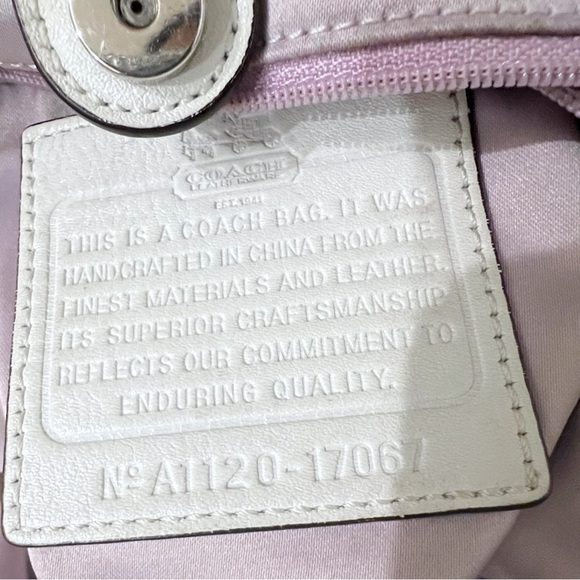 COACH
LEATHERWARE
EST. 1941
THIS IS A COACH BAG. IT WAS
HANDCRAFTED IN CHINA FROM THE
FINEST MATERIALS AND LEATHER.
ITS SUPERIOR CRAFTSMANSHIP
REFLECTS OUR COMMITMENT TO
ENDURING QUALITY.
Nº A1120-17067